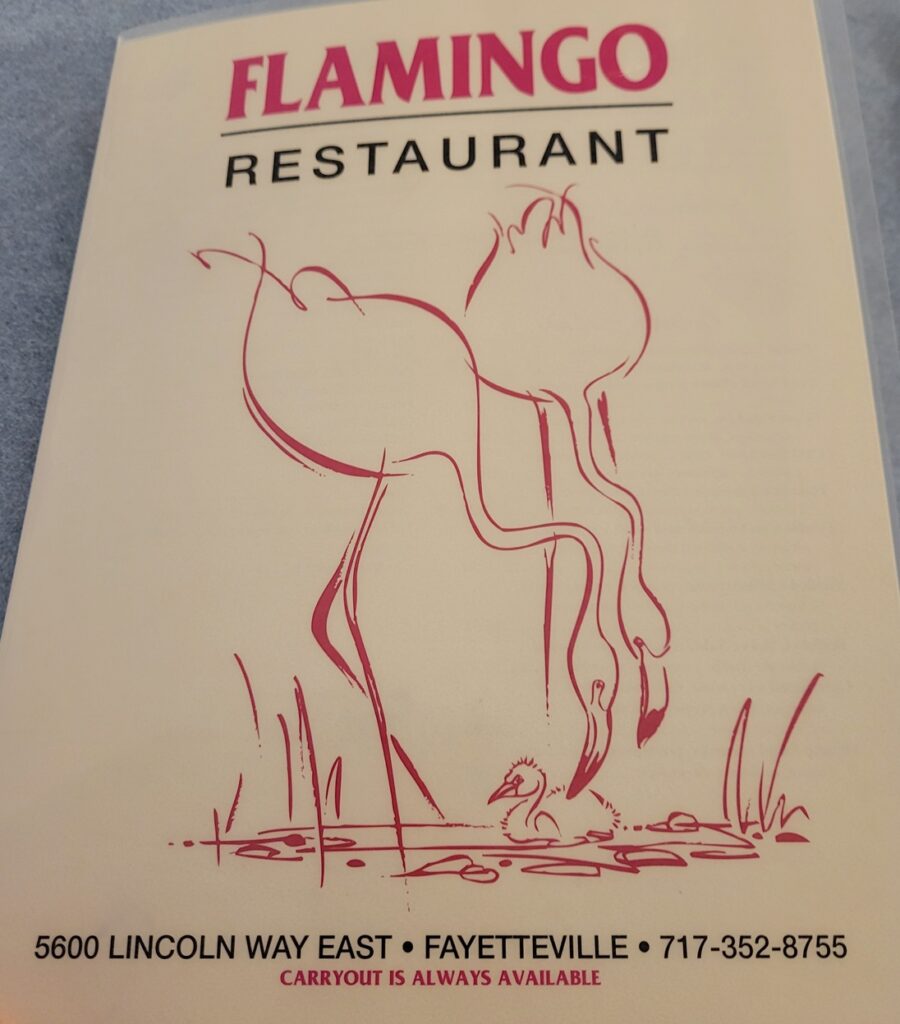 FLAMINGO
RESTAURANT
5600 LINCOLN WAY EAST • FAYETTEVILLE • 717-352-8755
CARRYOUT IS ALWAYS AVAILABLE